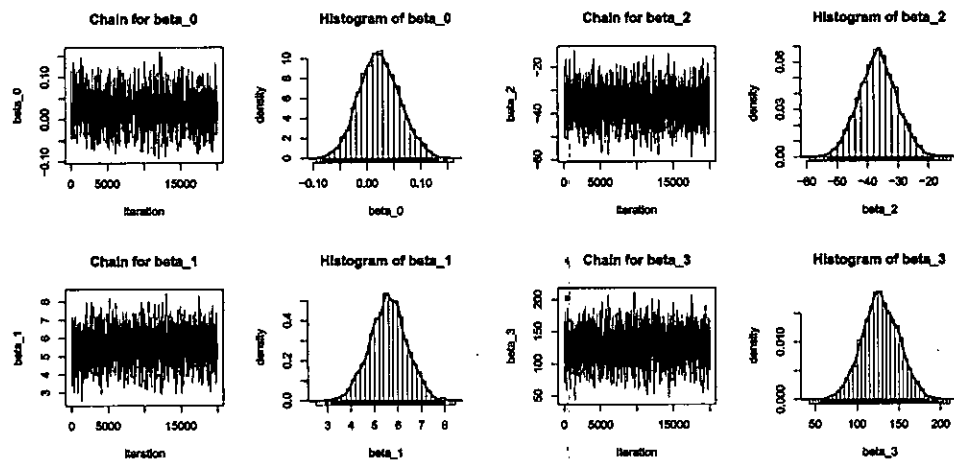 Chain for beta_0
Histogram of beta_0
Chain for beta_2
Histogram of beta_2
beta_0
0.10
0.00
-0.10
0
5000
15000
Iteration
density
10
8
6
4
2
0
-0.10
0.00
0.10
beta_0
beta_2
-20
-40
-60
0
5000
15000
Iteration
density
0.06
0.03
0.00
-60
-50
-40
-30
-20
beta_2
Chain for beta_1
Histogram of beta_1
Chain for beta_3
Histogram of beta_3
beta_1
8
7
6
5
4
3
0
5000
15000
Iteration
density
0.4
0.2
0.0
3
4
5
6
7
8
beta_1
beta_3
200
150
100
50
0
5000
15000
Iteration
density
0.010
0.000
50
100
150
200
beta_3